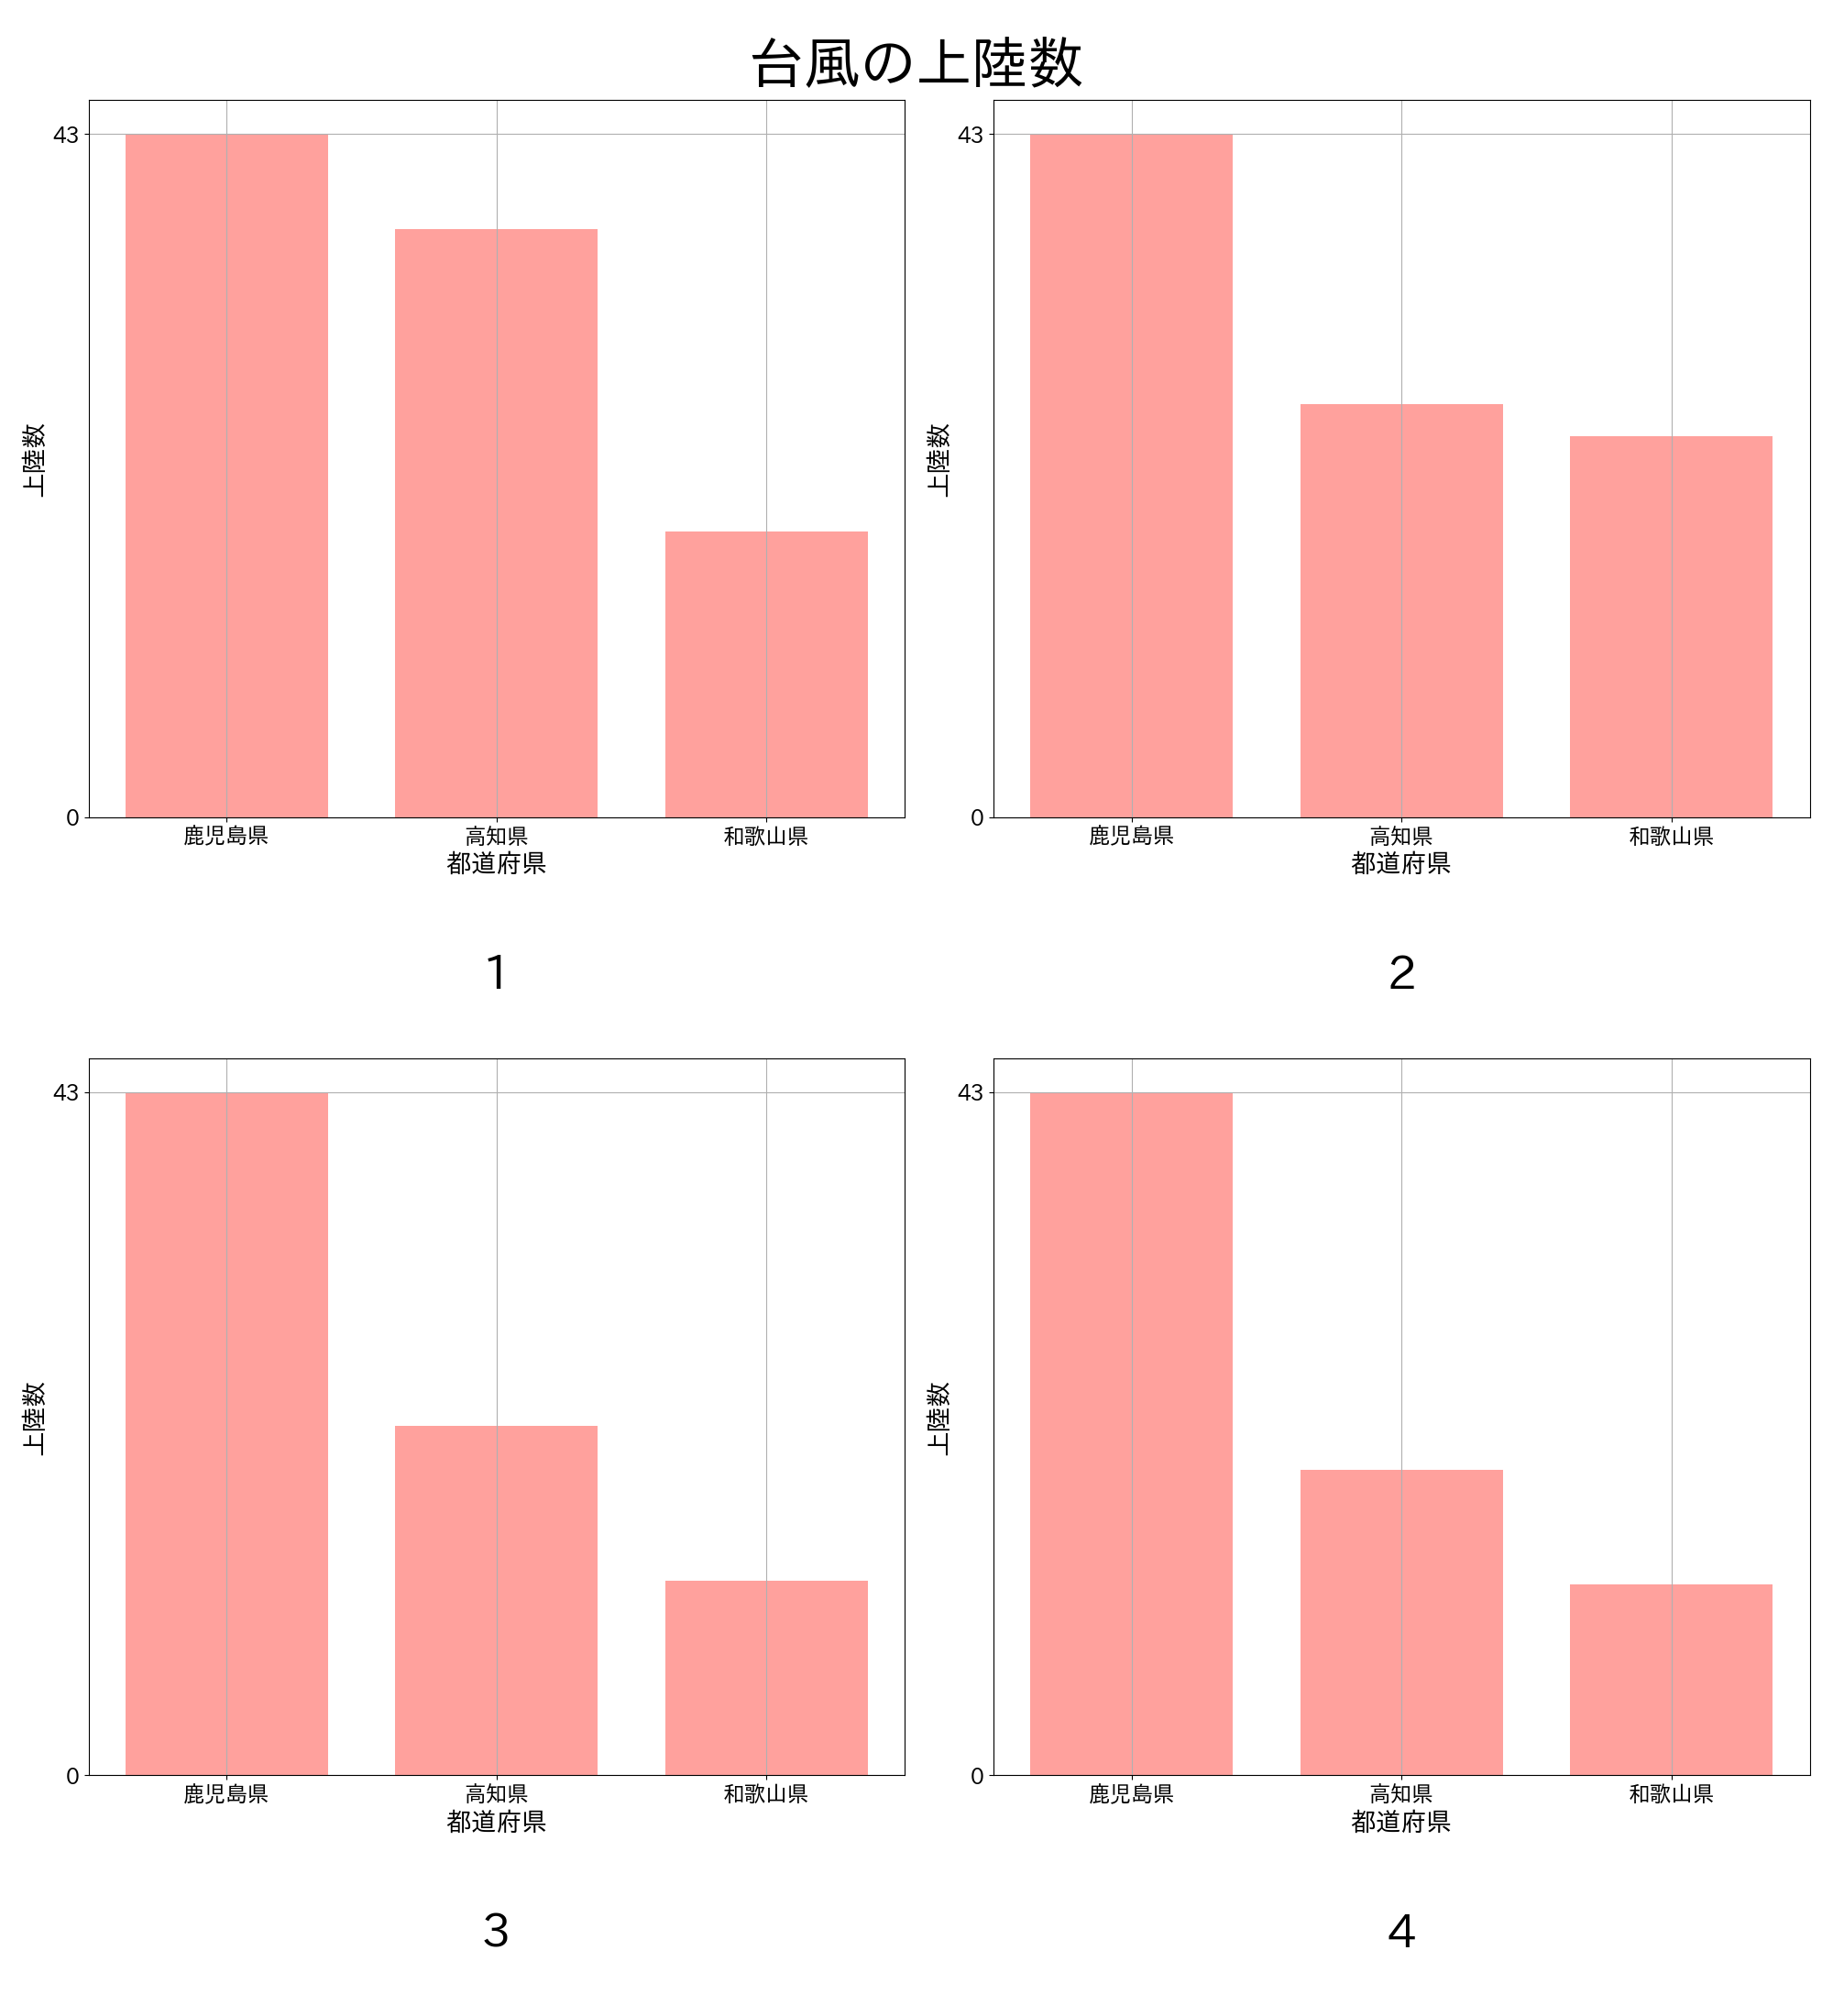 台風の上陸数
43
0
上陸数
鹿児島県 高知県 和歌山県
都道府県
1
43
0
上陸数
鹿児島県 高知県 和歌山県
都道府県
2
43
0
上陸数
鹿児島県 高知県 和歌山県
都道府県
3
43
0
上陸数
鹿児島県 高知県 和歌山県
都道府県
4